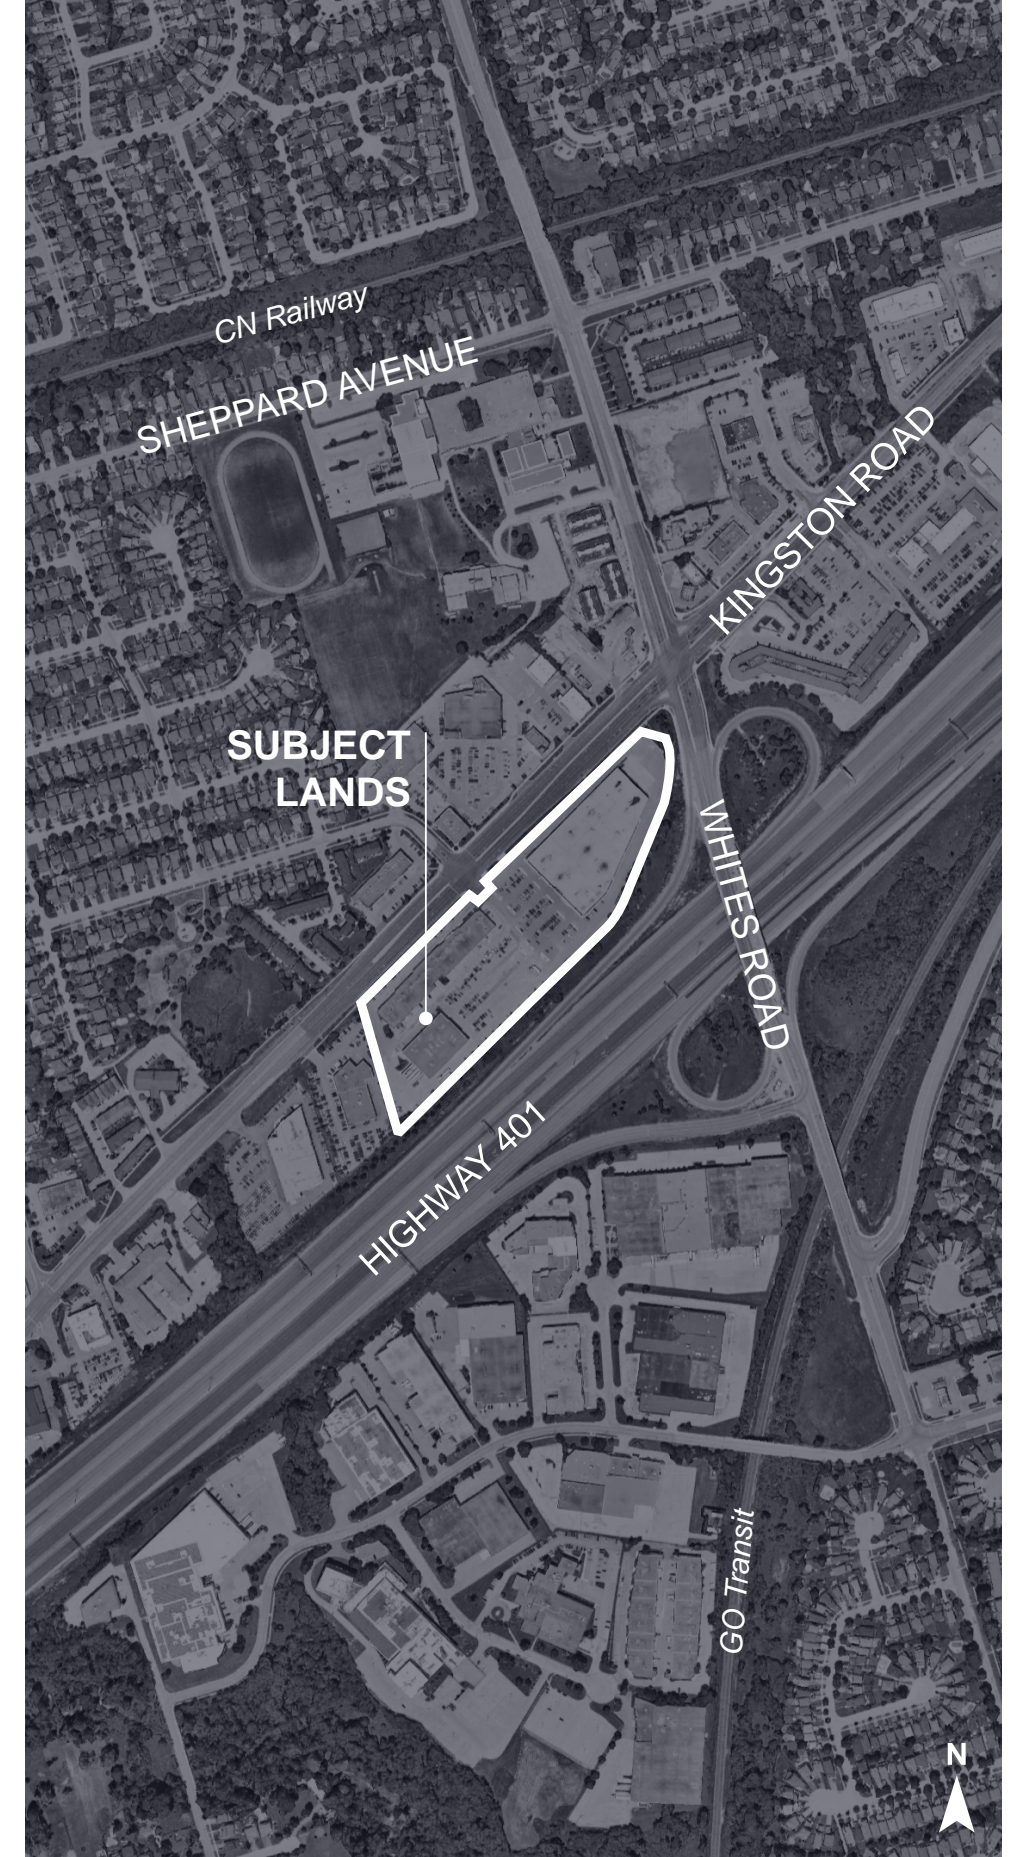 CN Railway
SHEPPARD AVENUE
KINGSTON ROAD
SUBJECT
LANDS
WHITES ROAD
HIGHWAY 401
GO Transit
N